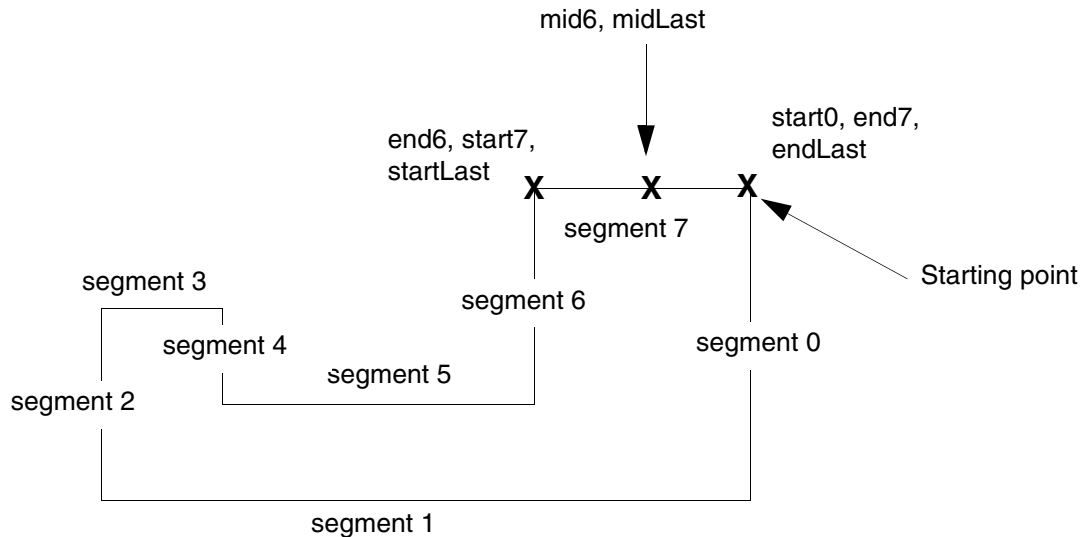 mid6, midLast
start0, end7,
endLast
end6, start7,
startLast
X X X
segment 7
Starting point
segment 3
segment 6
segment 4
segment 0
segment 5
segment 2
segment 1